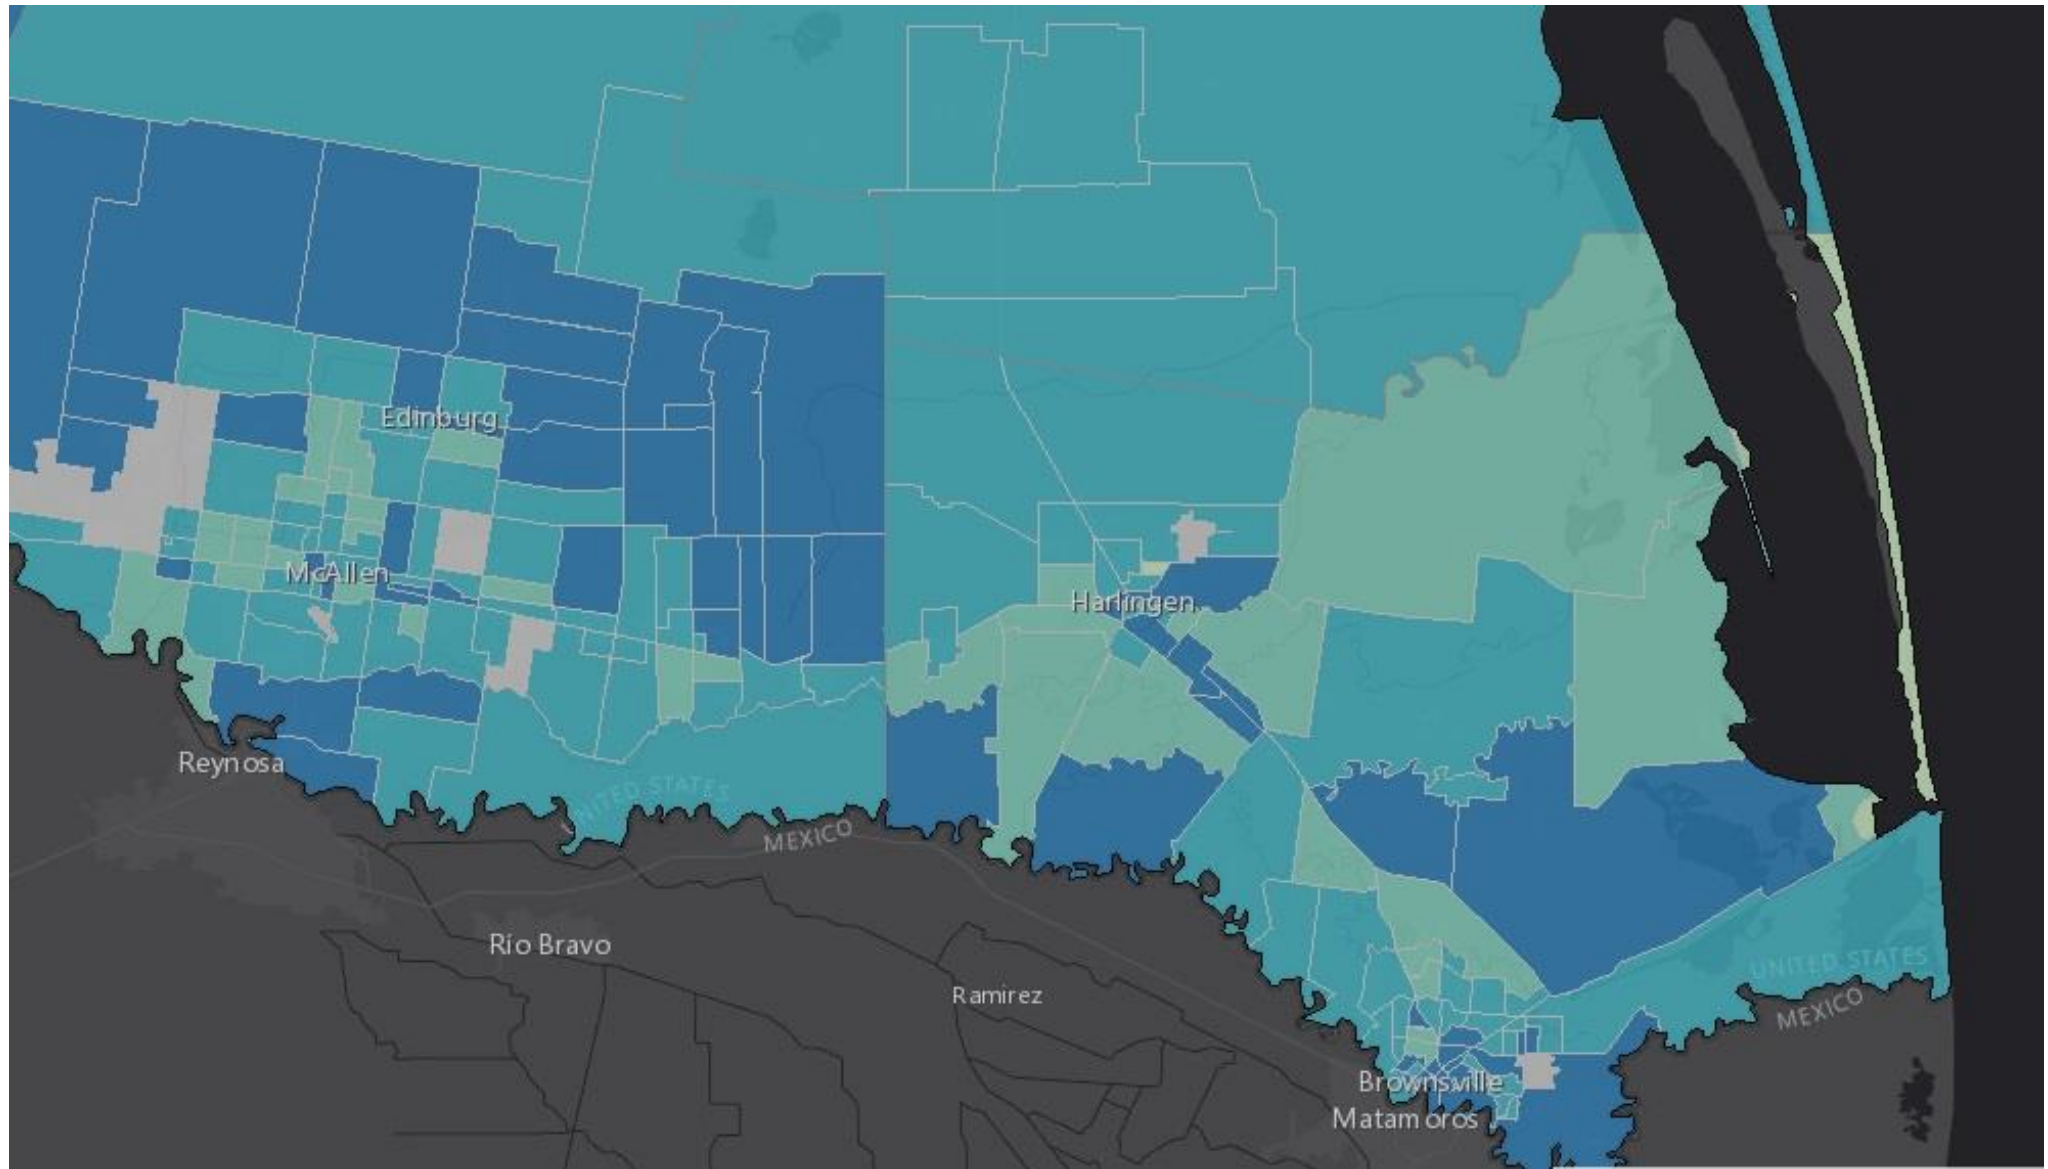 Edinburg
McAllen
Harlingen
Reynosa
UNITED STATES
MEXICO
Río Bravo
UNITED STATES
Ramirez
MEXICO
Brownsville
Matamoros